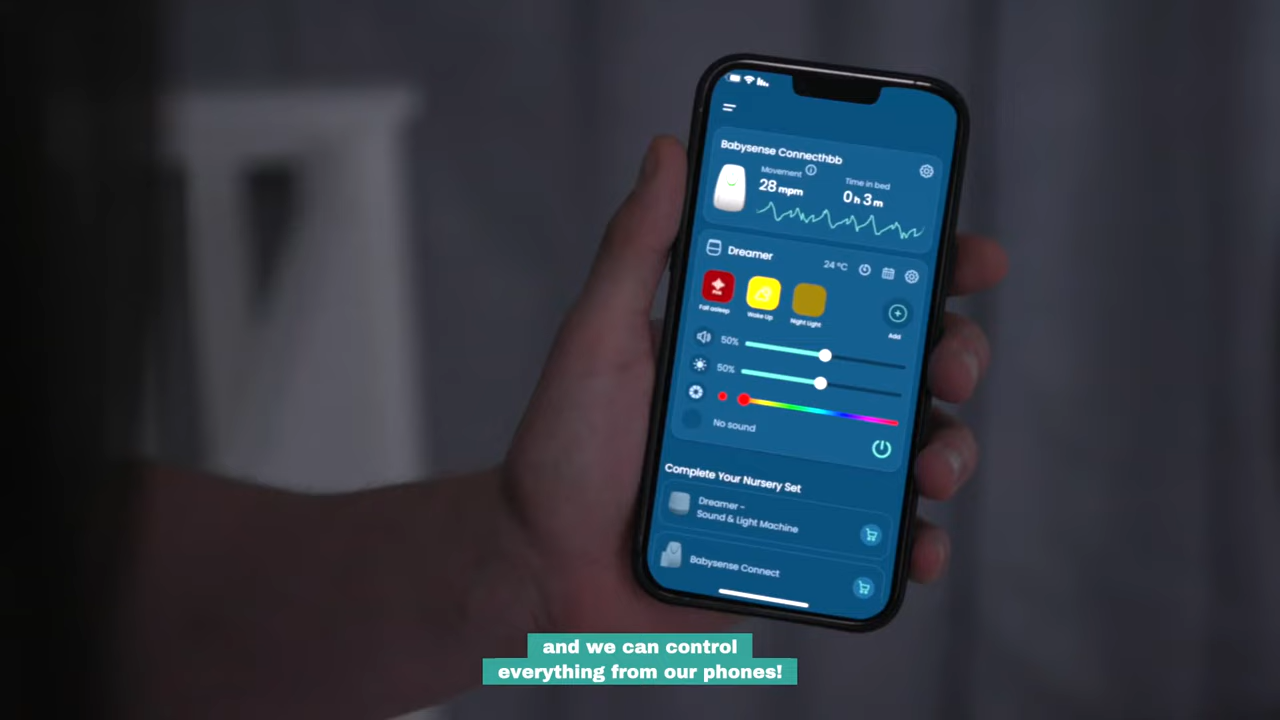 Babysense Connecthbb
Movement
Time in bed
28 mpm
0h 3m
Dreamer
24 °C
Fall asleep
Wake Up
Night Light
Add
50%
50%
No sound
Complete Your Nursery Set
Dreamer -
Sound & Light Machine
Babysense Connect
and we can control
everything from our phones!